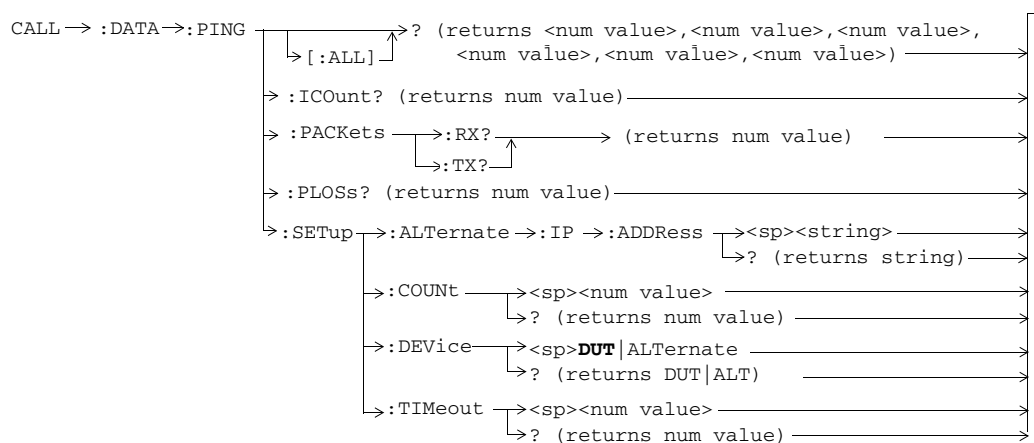 CALL :DATA :PING ? (returns <num value>,<num value>,<num value>,
[:ALL] <num value>,<num value>,<num value>)
:ICOunt? (returns num value)
:PACKets :RX? (returns num value)
:TX?
:PLOSs? (returns num value)
:SETup :ALTernate :IP :ADDRess <sp><string>
? (returns string)
:COUNt <sp><num value>
? (returns num value)
:DEVice <sp>DUT|ALTernate
? (returns DUT|ALT)
:TIMeout <sp><num value>
? (returns num value)